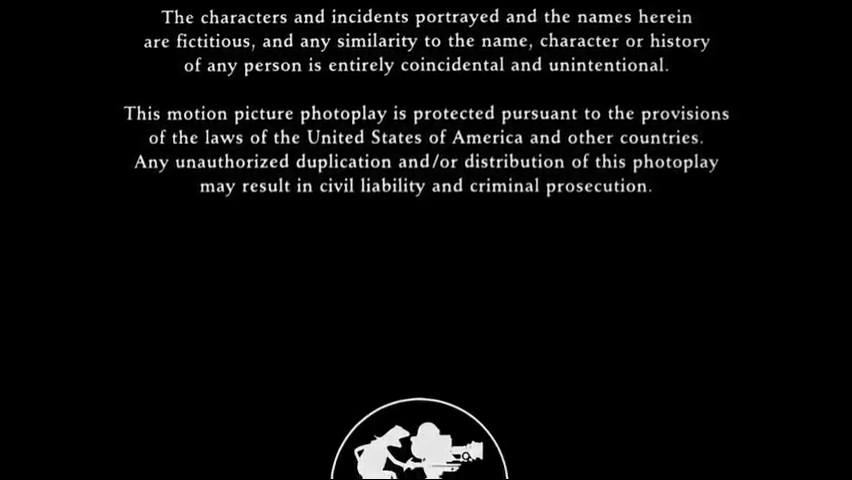 The characters and incidents portrayed and the names herein
are fictitious, and any similarity to the name, character or history
of any person is entirely coincidental and unintentional.
This motion picture photoplay is protected pursuant to the provisions
of the laws of the United States of America and other countries.
Any unauthorized duplication and/or distribution of this photoplay
may result in civil liability and criminal prosecution.